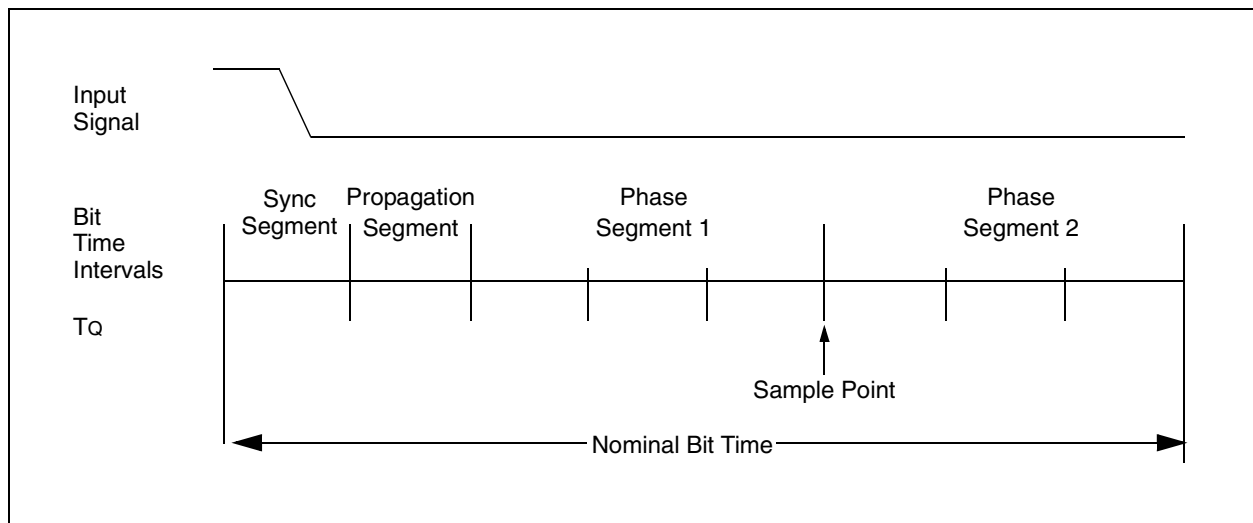 Input
Signal
Sync
Segment
Propagation
Segment
Phase
Segment 1
Phase
Segment 2
Bit
Time
Intervals
TQ
Sample Point
Nominal Bit Time